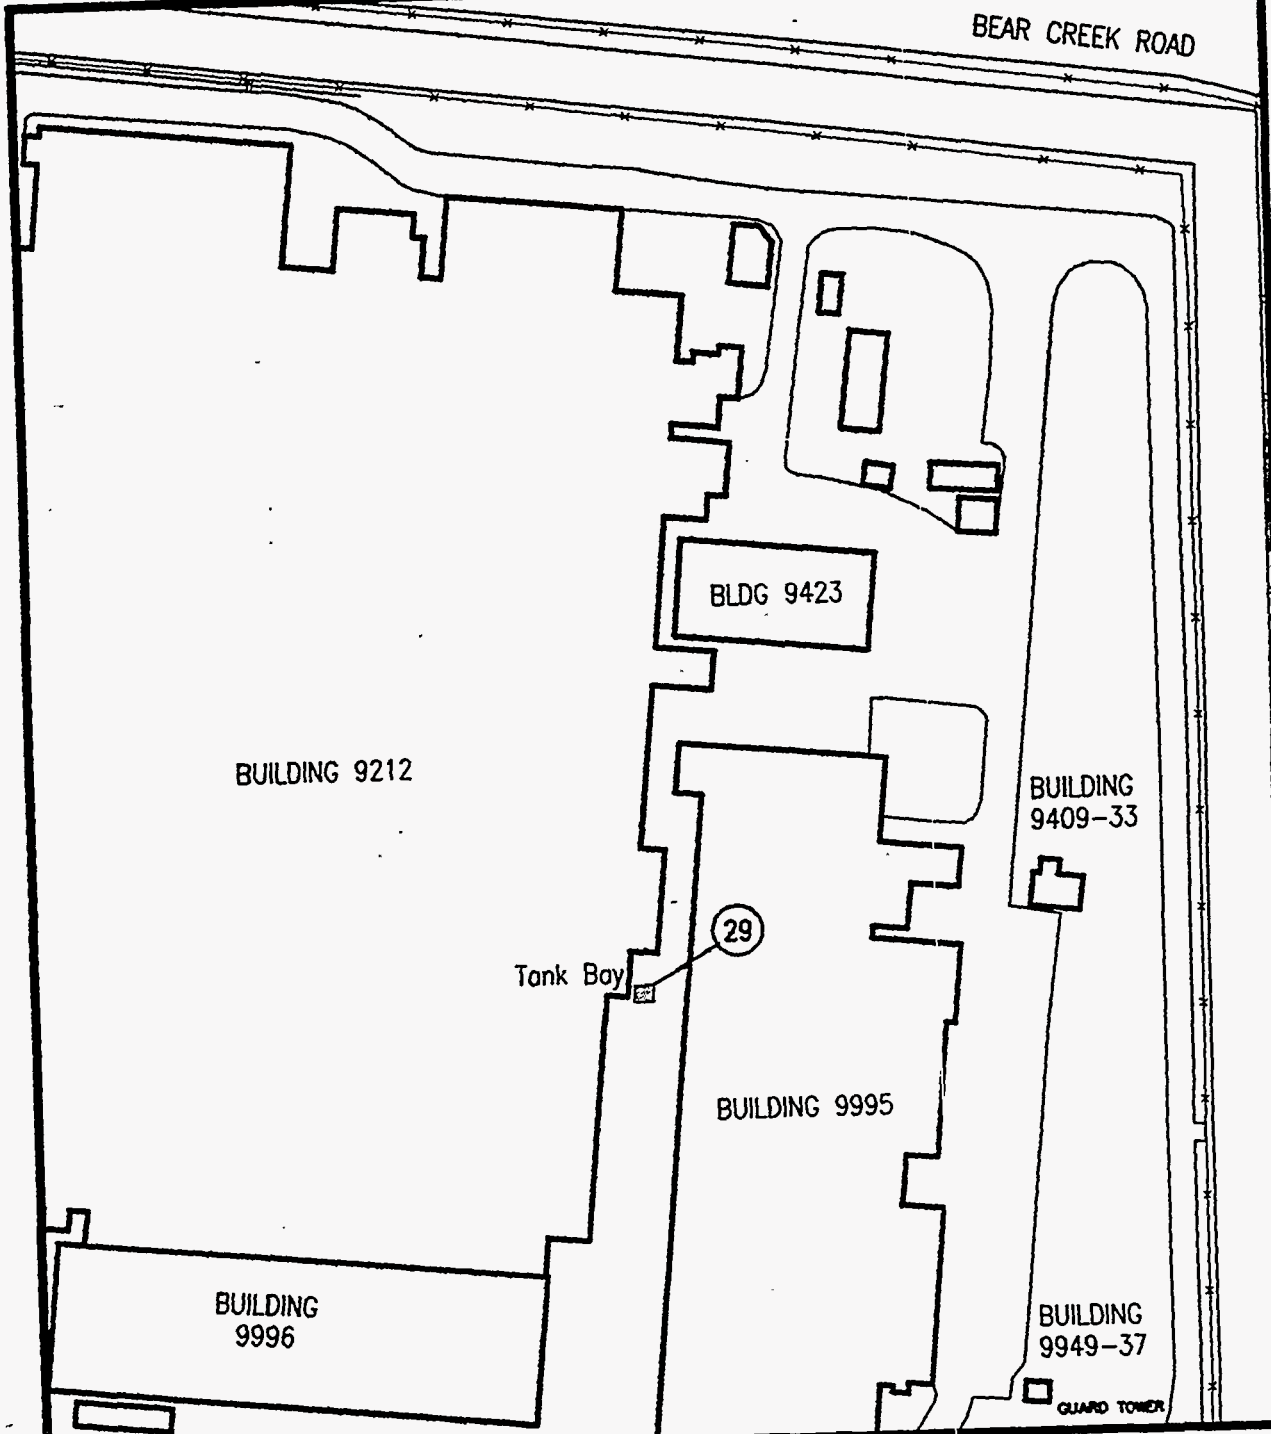 BEAR CREEK ROAD
BLDG 9423
BUILDING 9212
BUILDING
9409-33
29
Tank Bay
BUILDING 9995
BUILDING
9996
BUILDING
9949-37
GUARD TOWER